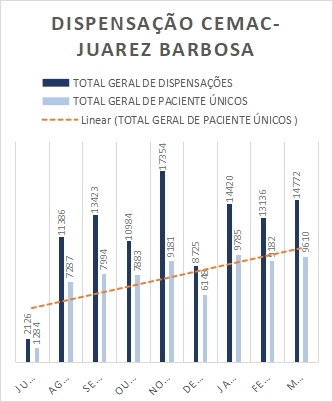 DISPENSAÇÃO CEMAC-
JUAREZ BARBOSA
TOTAL GERAL DE DISPENSAÇÕES
TOTAL GERAL DE PACIENTE ÚNICOS
Linear (TOTAL GERAL DE PACIENTE ÚNICOS )
2126
1284
11386
7287
13423
7994
10984
7883
17354
9181
8725
6148
14420
9785
13136
9182
14772
9610
JU...
AG...
SE...
OU...
NO...
DE...
JA...
FE...
M...